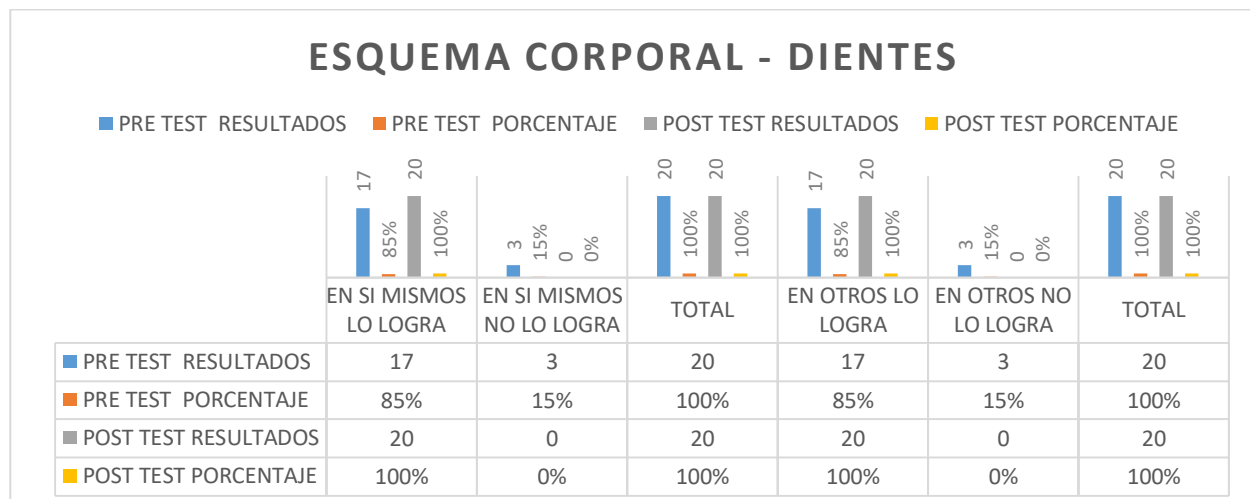 ESQUEMA CORPORAL - DIENTES
PRE TEST RESULTADOS PRE TEST PORCENTAJE POST TEST RESULTADOS POST TEST PORCENTAJE
17 85% 20 100% 3 15% 0 0% 20 100% 20 100% 17 85% 20 100% 3 15% 0 0% 20 100% 20 100%
EN SI MISMOS LO LOGRA EN SI MISMOS NO LO LOGRA TOTAL EN OTROS LO LOGRA EN OTROS NO LO LOGRA TOTAL
PRE TEST RESULTADOS 17 3 20 17 3 20
PRE TEST PORCENTAJE 85% 15% 100% 85% 15% 100%
POST TEST RESULTADOS 20 0 20 20 0 20
POST TEST PORCENTAJE 100% 0% 100% 100% 0% 100%